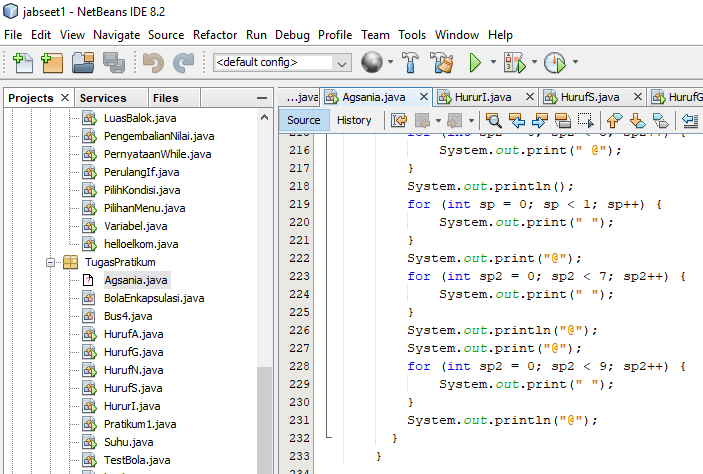 jabseet1 - NetBeans IDE 8.2
File Edit View Navigate Source Refactor Run Debug Profile Team Tools Window Help
<default config>
Projects Services Files
...java Agsania.java HururI.java HurufS.java HurufG
Source History
LuasBalok.java
PengembalianNilai.java
PernyataanWhile.java
PerulangIf.java
PilihKondisi.java
PilihanMenu.java
Variabel.java
helloelkom.java
TugasPratikum
Agsania.java
BolaEnkapsulasi.java
Bus4.java
HurufA.java
HurufG.java
HurufN.java
HurufS.java
HururI.java
Pratikum1.java
Suhu.java
TestBola.java
216 System.out.print(" @");
217 }
218 System.out.println();
219 for (int sp = 0; sp < 1; sp++) {
220 System.out.print(" ");
221 }
222 System.out.print("@");
223 for (int sp2 = 0; sp2 < 7; sp2++) {
224 System.out.print(" ");
225 }
226 System.out.println("@");
227 System.out.print("@");
228 for (int sp2 = 0; sp2 < 9; sp2++) {
229 System.out.print(" ");
230 }
231 System.out.println("@");
232 }
233 }